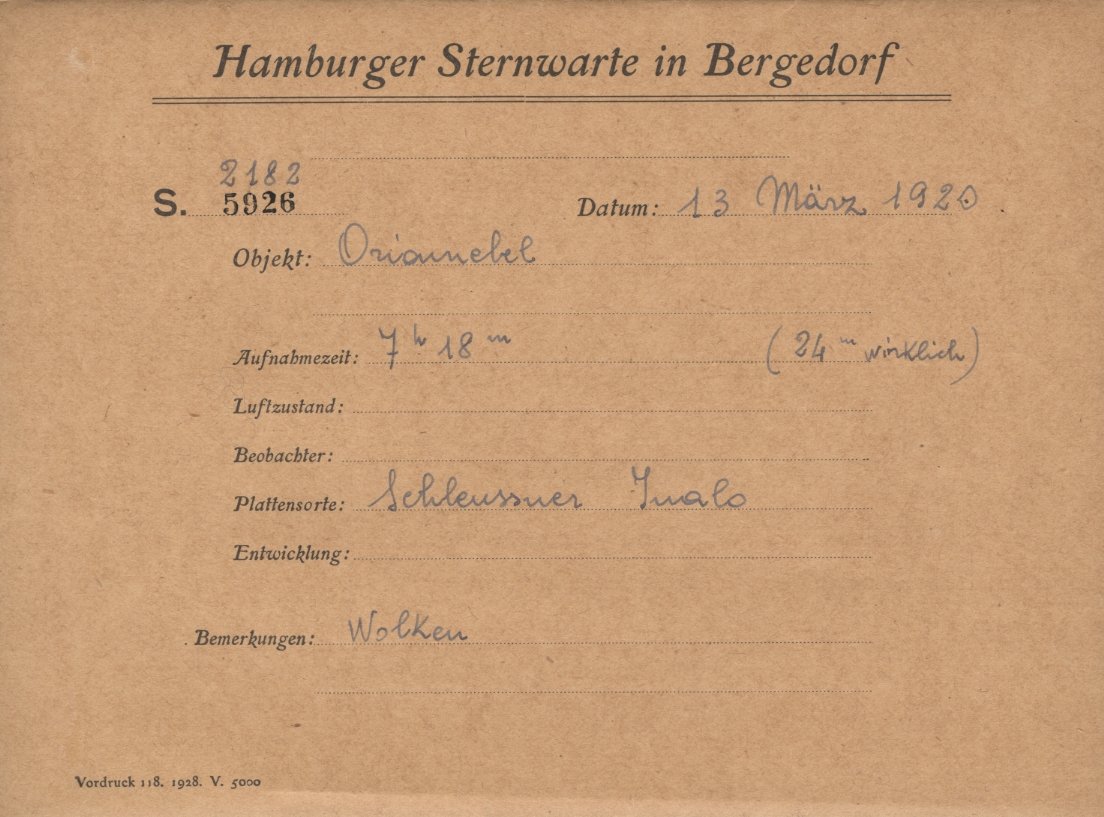 Hamburger Sternwarte in Bergedorf
2182
S. 5926 Datum: 13 März 1920
Objekt: Orionnebel
Aufnahmezeit: 7h 18m (24m wirklich)
Luftzustand:
Beobachter:
Plattensorte: Schleussner Inalo
Entwicklung:
Bemerkungen: Wolken
Vordruck 118. 1928. V. 5000